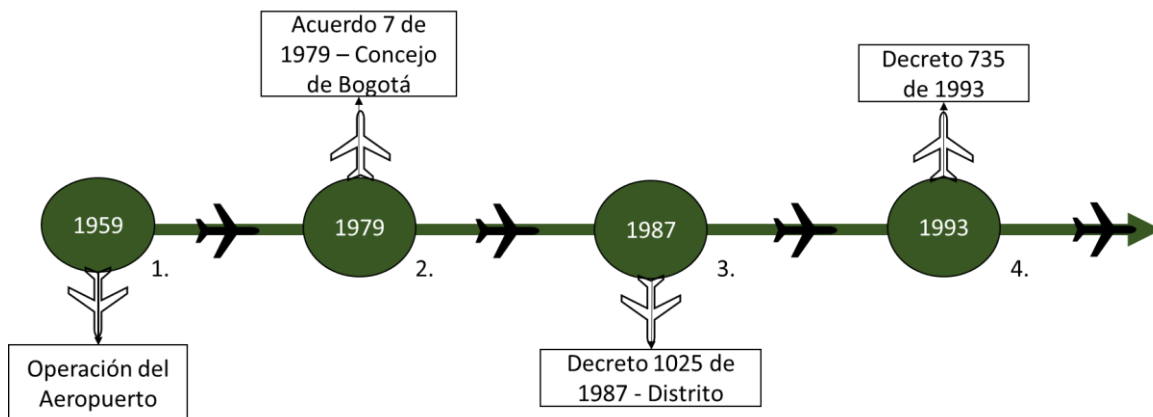 Acuerdo 7 de
1979 – Concejo
de Bogotá
Decreto 735
de 1993
1959
1979
1987
1993
1.
2.
3.
4.
Operación del
Aeropuerto
Decreto 1025 de
1987 - Distrito